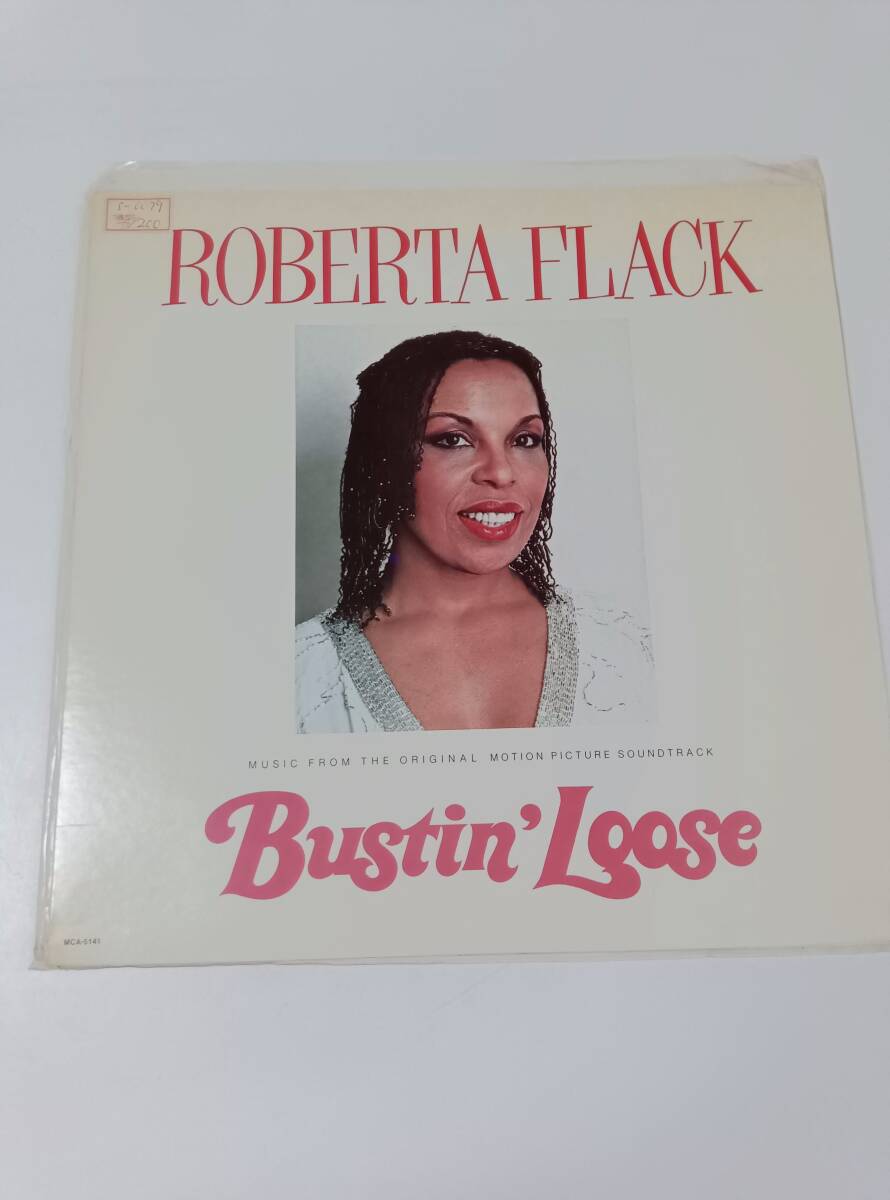 ROBERTA FLACK
MUSIC FROM THE ORIGINAL MOTION PICTURE SOUNDTRACK
Bustin' Loose
MCA-5141